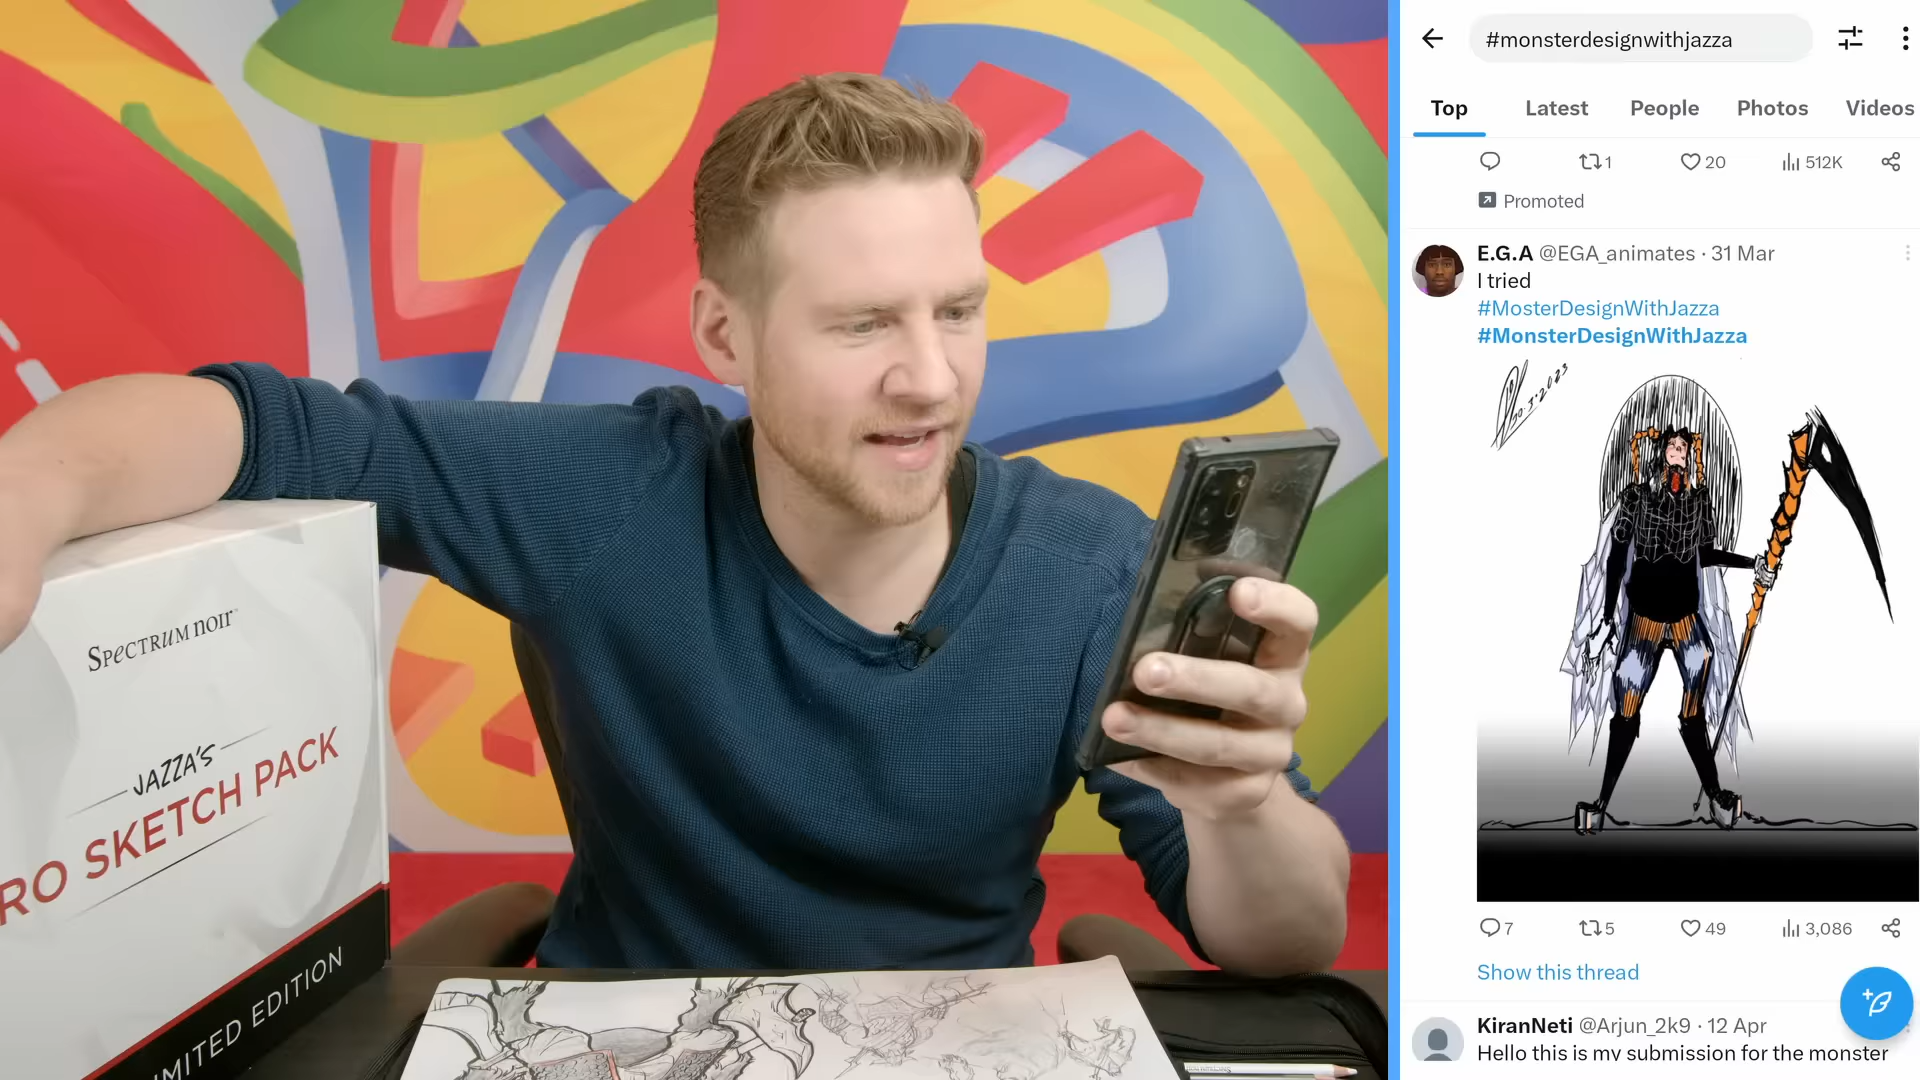 #monsterdesignwithjazza
Top Latest People Photos Videos
1 20 512K
Promoted
E.G.A @EGA_animates · 31 Mar
I tried
#MosterDesignWithJazza
#MonsterDesignWithJazza
7 5 49 3,086
Show this thread
KiranNeti @Arjun_2k9 · 12 Apr
Hello this is my submission for the monster
SPECTRUM noir
JAZZA'S
RO SKETCH PACK
IMITED EDITION